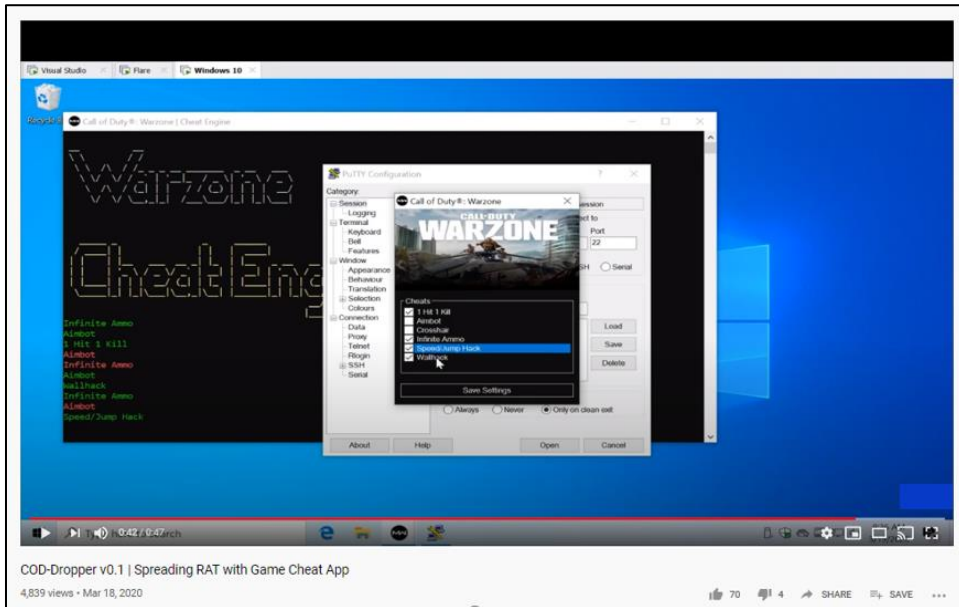 Visual Studio
Flare
Windows 10
Recycle
Call of Duty®: Warzone | Cheat Engine
Warzone
Cheat Eng
Infinite Ammo
Aimbot
1 Hit 1 Kill
Aimbot
Infinite Ammo
Aimbot
Wallhack
Infinite Ammo
Aimbot
Speed/Jump Hack
PuTTY Configuration
Category:
Session
Logging
Terminal
Keyboard
Bell
Features
Window
Appearance
Behaviour
Translation
Selection
Colours
Connection
Data
Proxy
Telnet
Rlogin
SSH
Serial
Port
22
Serial
Load
Save
Delete
Always Never Only on clean exit
About Help Open Cancel
Call of Duty®: Warzone
CALL OF DUTY
WARZONE
Cheats
1 Hit 1 Kill
Aimbot
Crosshair
Infinite Ammo
Speed/Jump Hack
Wallhack
Save Settings
0:42 / 0:47
COD-Dropper v0.1 | Spreading RAT with Game Cheat App
4,839 views • Mar 18, 2020
70 4 SHARE SAVE